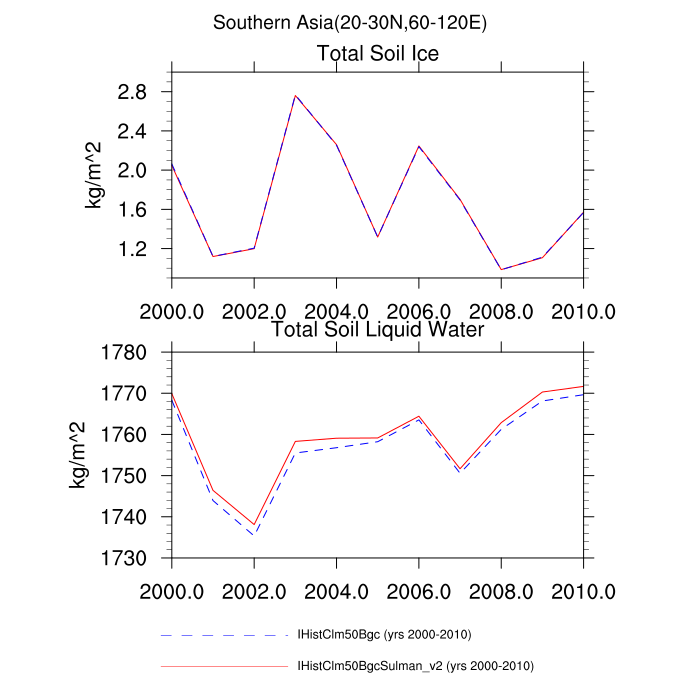 Southern Asia(20-30N,60-120E)
Total Soil Ice
kg/m^2
2.8
2.4
2.0
1.6
1.2
2000.0 2002.0 2004.0 2006.0 2008.0 2010.0
Total Soil Liquid Water
kg/m^2
1780
1770
1760
1750
1740
1730
2000.0 2002.0 2004.0 2006.0 2008.0 2010.0
IHistClm50Bgc (yrs 2000-2010)
IHistClm50BgcSulman_v2 (yrs 2000-2010)